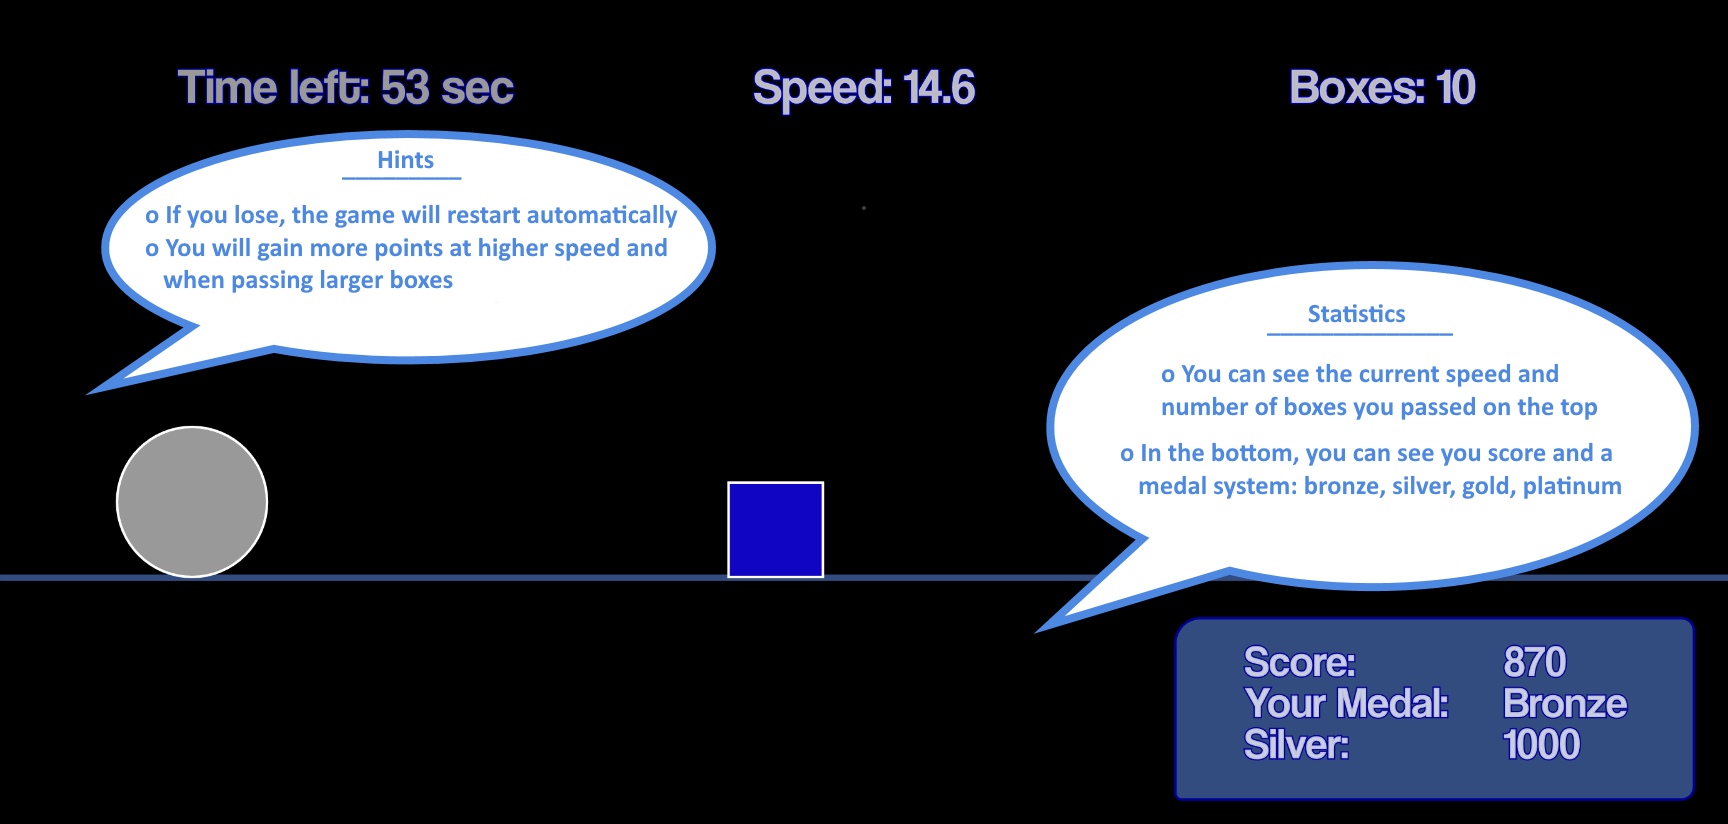 Time left: 53 sec
Speed: 14.6
Boxes: 10
Hints
o If you lose, the game will restart automatically
o You will gain more points at higher speed and
when passing larger boxes
Statistics
o You can see the current speed and
number of boxes you passed on the top
o In the bottom, you can see you score and a
medal system: bronze, silver, gold, platinum
Score: 870
Your Medal: Bronze
Silver: 1000